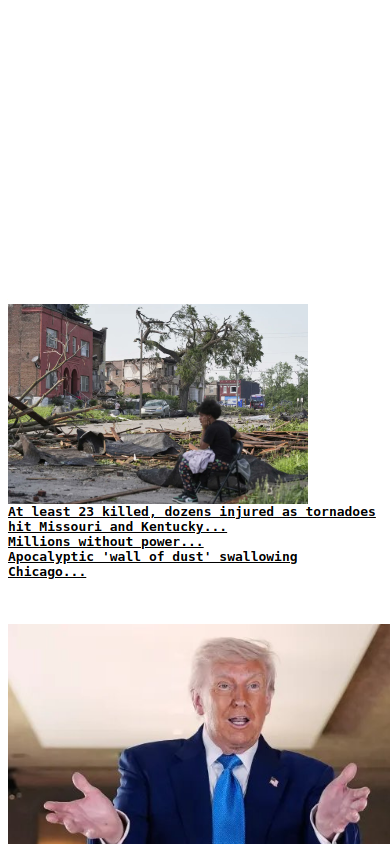 At least 23 killed, dozens injured as tornadoes
hit Missouri and Kentucky...
Millions without power...
Apocalyptic 'wall of dust' swallowing
Chicago...